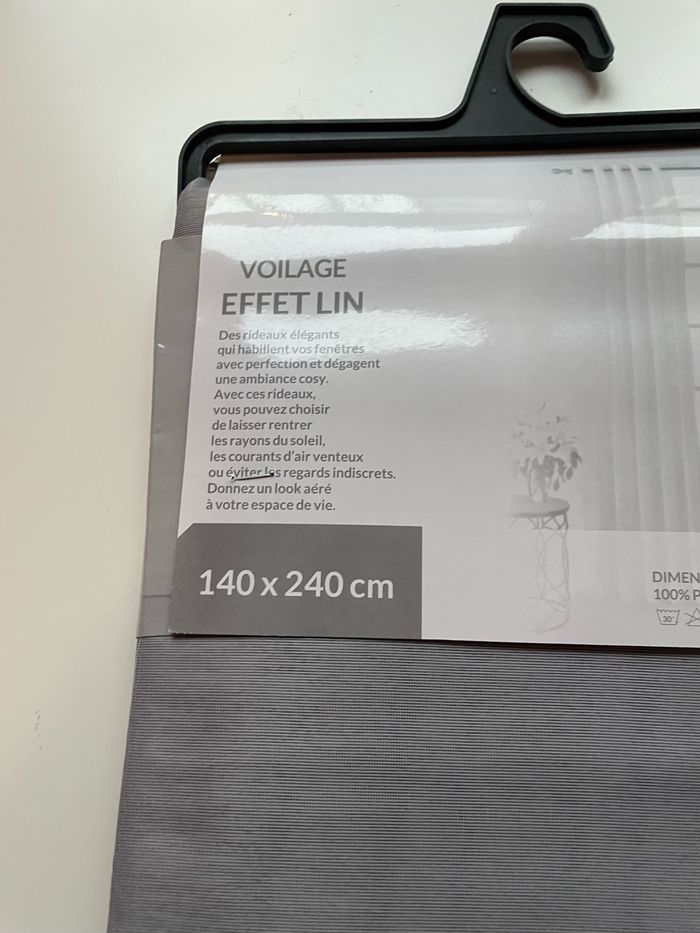 VOILAGE
EFFET LIN
Des rideaux élégants
qui habillent vos fenêtres
avec perfection et dégagent
une ambiance cosy.
Avec ces rideaux,
vous pouvez choisir
de laisser rentrer
les rayons du soleil,
les courants d'air venteux
ou éviter les regards indiscrets.
Donnez un look aéré
à votre espace de vie.
140 x 240 cm
DIMEN
100% P
30°